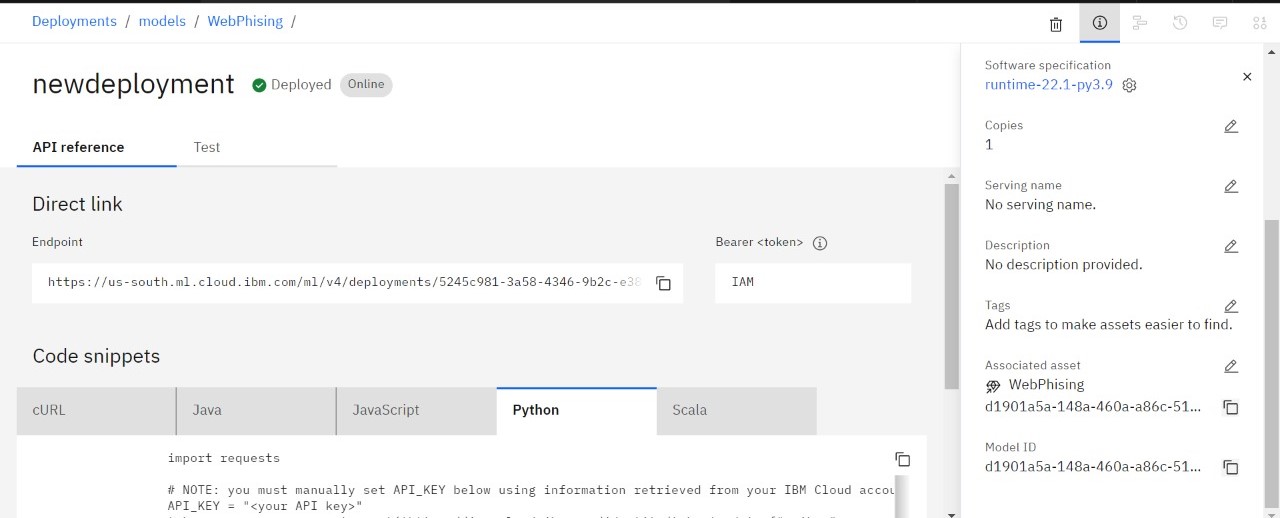 Deployments / models / WebPhising /
newdeployment Deployed Online
API reference Test
Direct link
Endpoint Bearer <token>
https://us-south.ml.cloud.ibm.com/ml/v4/deployments/5245c981-3a58-4346-9b2c-e38 IAM
Code snippets
cURL Java JavaScript Python Scala
import requests
# NOTE: you must manually set API_KEY below using information retrieved from your IBM Cloud accou
API_KEY = "<your API key>"
Software specification
runtime-22.1-py3.9
Copies
1
Serving name
No serving name.
Description
No description provided.
Tags
Add tags to make assets easier to find.
Associated asset
WebPhising
d1901a5a-148a-460a-a86c-51...
Model ID
d1901a5a-148a-460a-a86c-51...